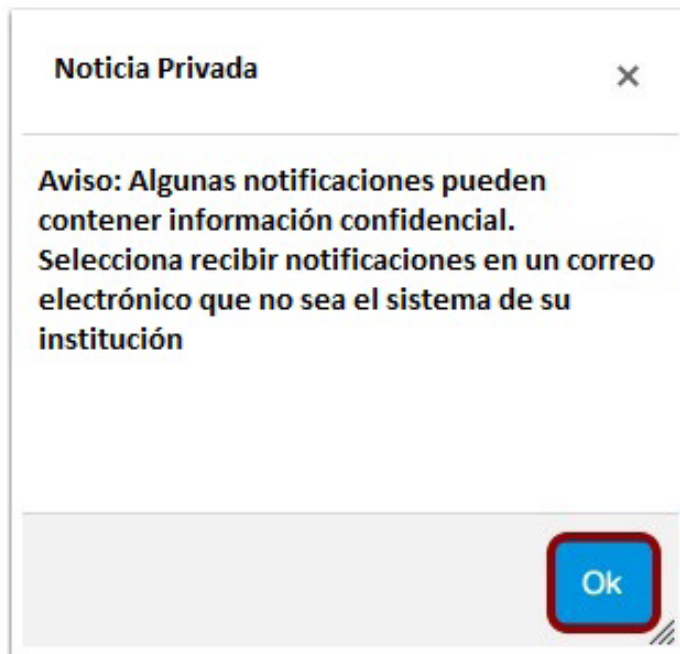 Noticia Privada
×
Aviso: Algunas notificaciones pueden
contener información confidencial.
Selecciona recibir notificaciones en un correo
electrónico que no sea el sistema de su
institución
Ok